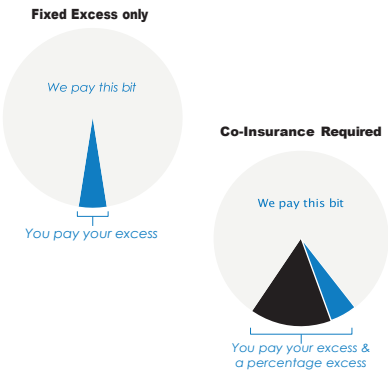 Fixed Excess only
We pay this bit
You pay your excess
Co-Insurance Required
We pay this bit
You pay your excess &
a percentage excess